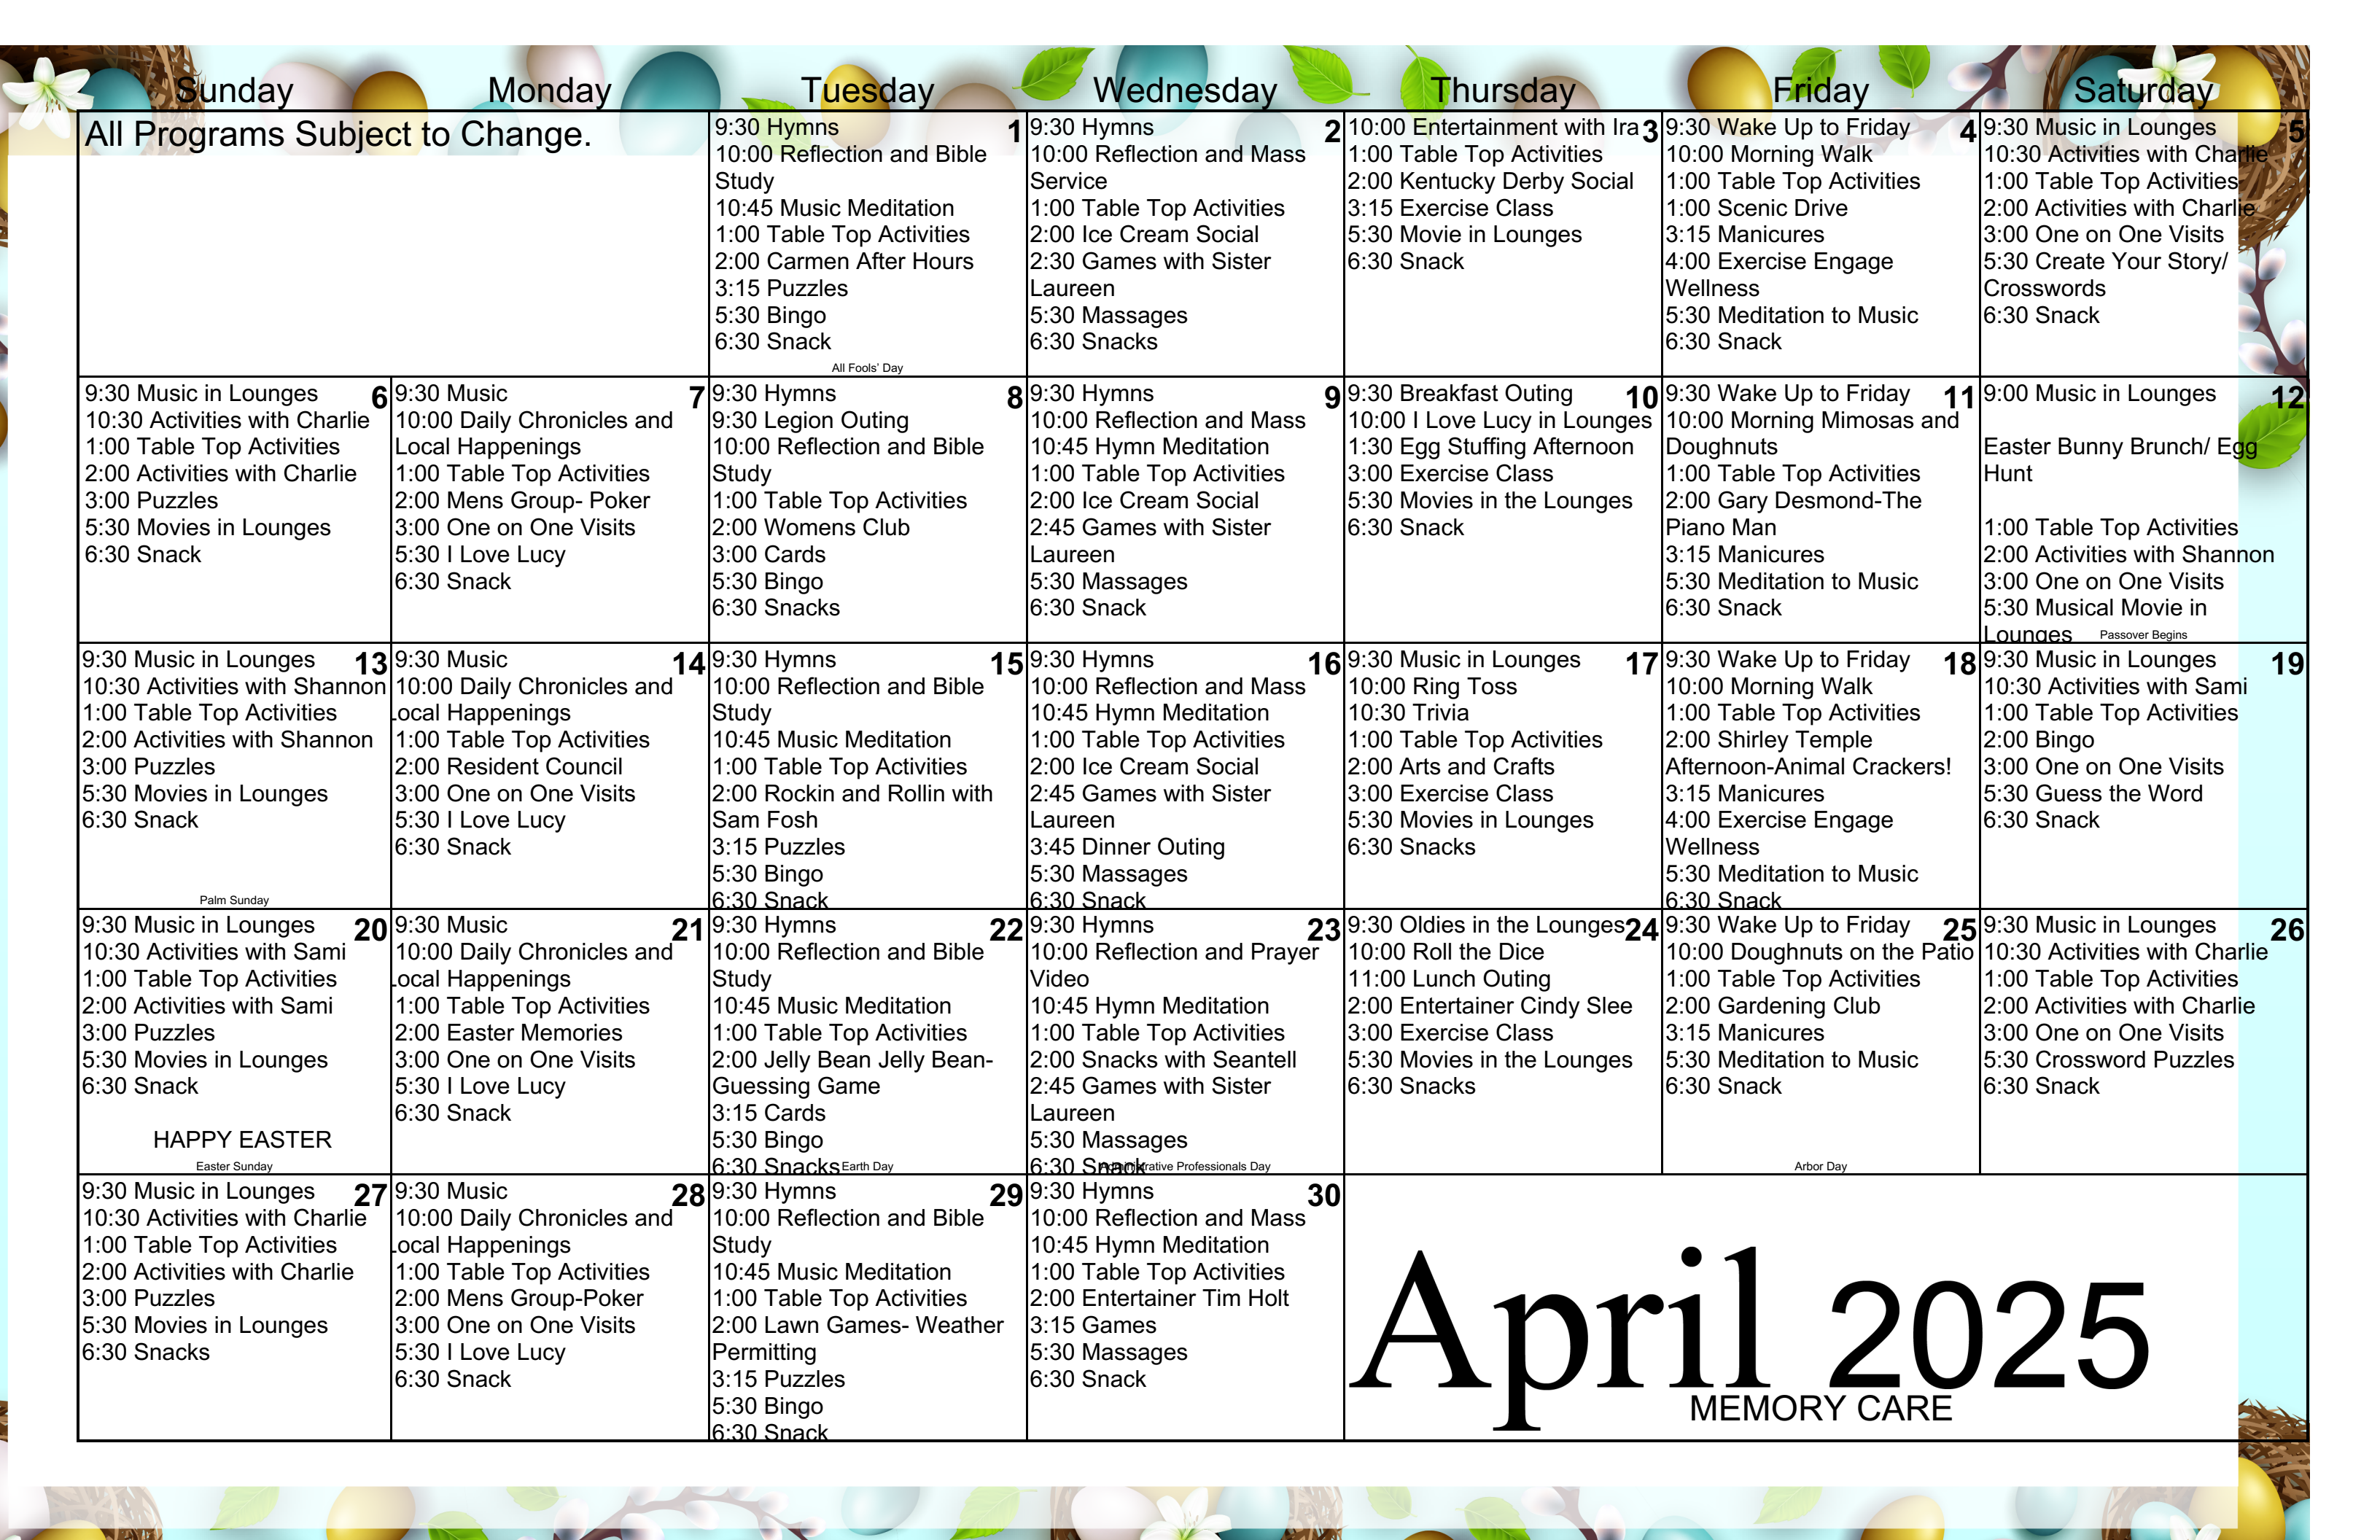 Sunday Monday Tuesday Wednesday Thursday Friday Saturday
All Programs Subject to Change.
1
9:30 Hymns
10:00 Reflection and Bible
Study
10:45 Music Meditation
1:00 Table Top Activities
2:00 Carmen After Hours
3:15 Puzzles
5:30 Bingo
6:30 Snack
All Fools' Day
2
9:30 Hymns
10:00 Reflection and Mass
Service
1:00 Table Top Activities
2:00 Ice Cream Social
2:30 Games with Sister
Laureen
5:30 Massages
6:30 Snacks
3
10:00 Entertainment with Ira
1:00 Table Top Activities
2:00 Kentucky Derby Social
3:15 Exercise Class
5:30 Movie in Lounges
6:30 Snack
4
9:30 Wake Up to Friday
10:00 Morning Walk
1:00 Table Top Activities
1:00 Scenic Drive
3:15 Manicures
4:00 Exercise Engage
Wellness
5:30 Meditation to Music
6:30 Snack
5
9:30 Music in Lounges
10:30 Activities with Charlie
1:00 Table Top Activities
2:00 Activities with Charlie
3:00 One on One Visits
5:30 Create Your Story/
Crosswords
6:30 Snack
6
9:30 Music in Lounges
10:30 Activities with Charlie
1:00 Table Top Activities
2:00 Activities with Charlie
3:00 Puzzles
5:30 Movies in Lounges
6:30 Snack
7
9:30 Music
10:00 Daily Chronicles and
Local Happenings
1:00 Table Top Activities
2:00 Mens Group- Poker
3:00 One on One Visits
5:30 I Love Lucy
6:30 Snack
8
9:30 Hymns
9:30 Legion Outing
10:00 Reflection and Bible
Study
1:00 Table Top Activities
2:00 Womens Club
3:00 Cards
5:30 Bingo
6:30 Snacks
9
9:30 Hymns
10:00 Reflection and Mass
10:45 Hymn Meditation
1:00 Table Top Activities
2:00 Ice Cream Social
2:45 Games with Sister
Laureen
5:30 Massages
6:30 Snack
10
9:30 Breakfast Outing
10:00 I Love Lucy in Lounges
1:30 Egg Stuffing Afternoon
3:00 Exercise Class
5:30 Movies in the Lounges
6:30 Snack
11
9:30 Wake Up to Friday
10:00 Morning Mimosas and
Doughnuts
1:00 Table Top Activities
2:00 Gary Desmond-The
Piano Man
3:15 Manicures
5:30 Meditation to Music
6:30 Snack
12
9:00 Music in Lounges
Easter Bunny Brunch/ Egg
Hunt
1:00 Table Top Activities
2:00 Activities with Shannon
3:00 One on One Visits
5:30 Musical Movie in
Lounges
Passover Begins
13
9:30 Music in Lounges
10:30 Activities with Shannon
1:00 Table Top Activities
2:00 Activities with Shannon
3:00 Puzzles
5:30 Movies in Lounges
6:30 Snack
Palm Sunday
14
9:30 Music
10:00 Daily Chronicles and
Local Happenings
1:00 Table Top Activities
2:00 Resident Council
3:00 One on One Visits
5:30 I Love Lucy
6:30 Snack
15
9:30 Hymns
10:00 Reflection and Bible
Study
10:45 Music Meditation
1:00 Table Top Activities
2:00 Rockin and Rollin with
Sam Fosh
3:15 Puzzles
5:30 Bingo
6:30 Snack
16
9:30 Hymns
10:00 Reflection and Mass
10:45 Hymn Meditation
1:00 Table Top Activities
2:00 Ice Cream Social
2:45 Games with Sister
Laureen
3:45 Dinner Outing
5:30 Massages
6:30 Snack
17
9:30 Music in Lounges
10:00 Ring Toss
10:30 Trivia
1:00 Table Top Activities
2:00 Arts and Crafts
3:00 Exercise Class
5:30 Movies in Lounges
6:30 Snacks
18
9:30 Wake Up to Friday
10:00 Morning Walk
1:00 Table Top Activities
2:00 Shirley Temple
Afternoon-Animal Crackers!
3:15 Manicures
4:00 Exercise Engage
Wellness
5:30 Meditation to Music
6:30 Snack
19
9:30 Music in Lounges
10:30 Activities with Sami
1:00 Table Top Activities
2:00 Bingo
3:00 One on One Visits
5:30 Guess the Word
6:30 Snack
20
9:30 Music in Lounges
10:30 Activities with Sami
1:00 Table Top Activities
2:00 Activities with Sami
3:00 Puzzles
5:30 Movies in Lounges
6:30 Snack
HAPPY EASTER
Easter Sunday
21
9:30 Music
10:00 Daily Chronicles and
Local Happenings
1:00 Table Top Activities
2:00 Easter Memories
3:00 One on One Visits
5:30 I Love Lucy
6:30 Snack
22
9:30 Hymns
10:00 Reflection and Bible
Study
10:45 Music Meditation
1:00 Table Top Activities
2:00 Jelly Bean Jelly Bean-
Guessing Game
3:15 Cards
5:30 Bingo
6:30 Snacks
Earth Day
23
9:30 Hymns
10:00 Reflection and Prayer
Video
10:45 Hymn Meditation
1:00 Table Top Activities
2:00 Snacks with Seantell
2:45 Games with Sister
Laureen
5:30 Massages
6:30 Snack
Administrative Professionals Day
24
9:30 Oldies in the Lounges
10:00 Roll the Dice
11:00 Lunch Outing
2:00 Entertainer Cindy Slee
3:00 Exercise Class
5:30 Movies in the Lounges
6:30 Snacks
25
9:30 Wake Up to Friday
10:00 Doughnuts on the Patio
1:00 Table Top Activities
2:00 Gardening Club
3:15 Manicures
5:30 Meditation to Music
6:30 Snack
Arbor Day
26
9:30 Music in Lounges
10:30 Activities with Charlie
1:00 Table Top Activities
2:00 Activities with Charlie
3:00 One on One Visits
5:30 Crossword Puzzles
6:30 Snack
27
9:30 Music in Lounges
10:30 Activities with Charlie
1:00 Table Top Activities
2:00 Activities with Charlie
3:00 Puzzles
5:30 Movies in Lounges
6:30 Snacks
28
9:30 Music
10:00 Daily Chronicles and
Local Happenings
1:00 Table Top Activities
2:00 Mens Group-Poker
3:00 One on One Visits
5:30 I Love Lucy
6:30 Snack
29
9:30 Hymns
10:00 Reflection and Bible
Study
10:45 Music Meditation
1:00 Table Top Activities
2:00 Lawn Games- Weather
Permitting
3:15 Puzzles
5:30 Bingo
6:30 Snack
30
9:30 Hymns
10:00 Reflection and Mass
10:45 Hymn Meditation
1:00 Table Top Activities
2:00 Entertainer Tim Holt
3:15 Games
5:30 Massages
6:30 Snack
April 2025
MEMORY CARE